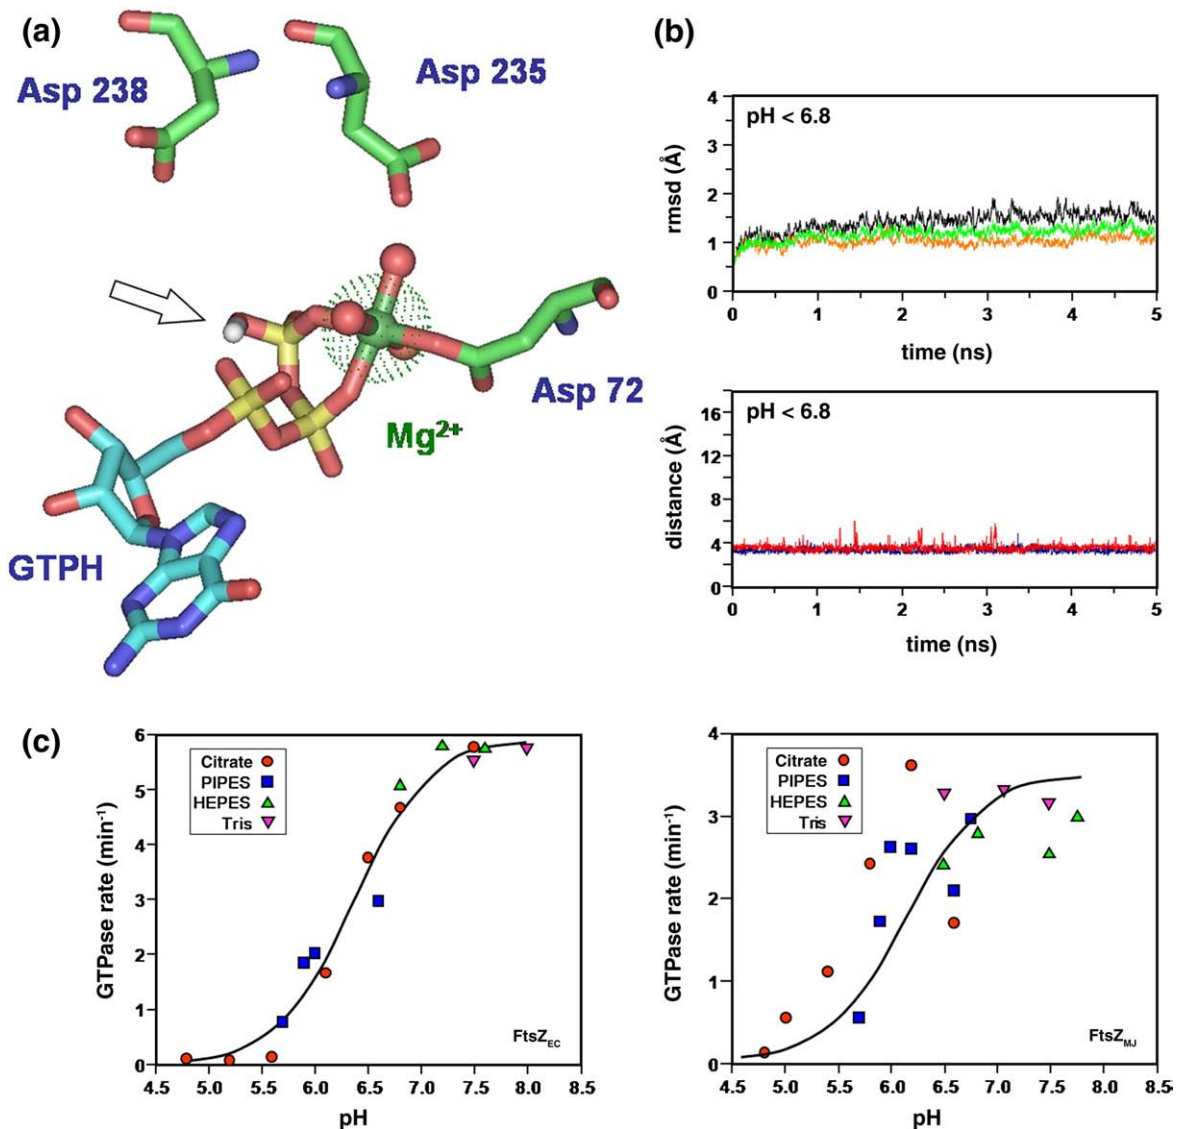 (a)
Asp 238
Asp 235
Asp 72
Mg²⁺
GTPH
(b)
pH < 6.8
rmsd (Å)
4
3
2
1
0
0 1 2 3 4 5
time (ns)
pH < 6.8
distance (Å)
16
12
8
4
0
0 1 2 3 4 5
time (ns)
(c)
GTPase rate (min⁻¹)
6
5
4
3
2
1
0
Citrate
PIPES
HEPES
Tris
FtsZ_EC
4.5 5.0 5.5 6.0 6.5 7.0 7.5 8.0 8.5
pH
GTPase rate (min⁻¹)
4
3
2
1
0
Citrate
PIPES
HEPES
Tris
FtsZ_MJ
4.5 5.0 5.5 6.0 6.5 7.0 7.5 8.0 8.5
pH